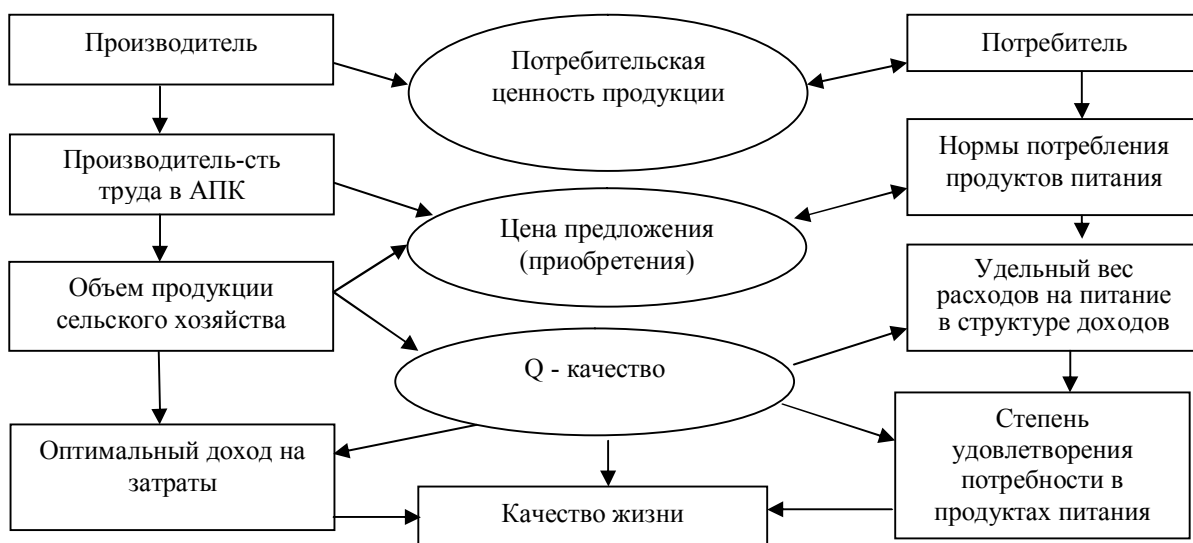 Производитель
Потребительская
ценность продукции
Потребитель
Производитель-сть
труда в АПК
Нормы потребления
продуктов питания
Цена предложения
(приобретения)
Объем продукции
сельского хозяйства
Удельный вес
расходов на питание
в структуре доходов
Q - качество
Оптимальный доход на
затраты
Степень
удовлетворения
потребности в
продуктах питания
Качество жизни